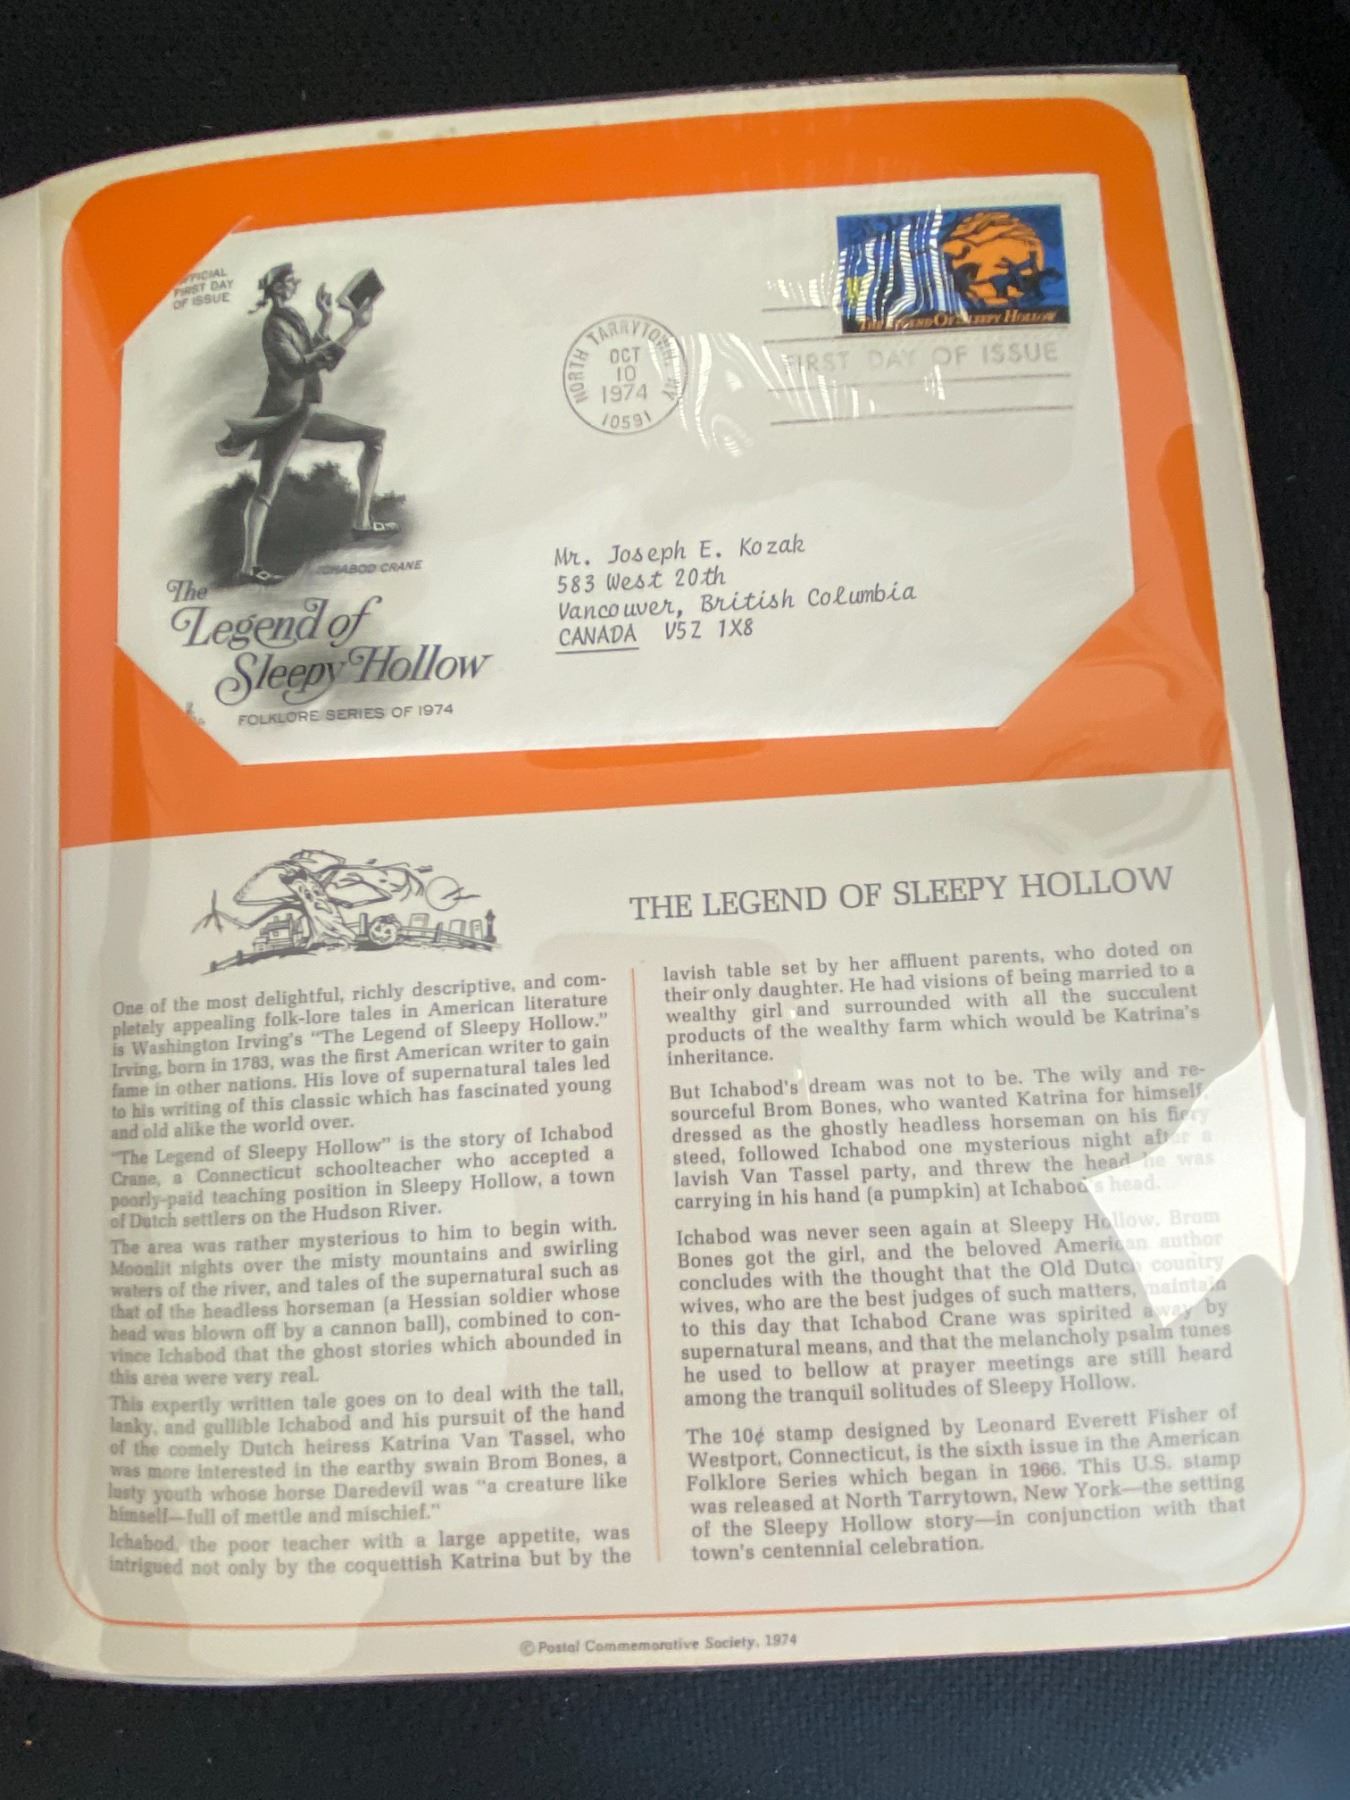 OFFICIAL
FIRST DAY
OF ISSUE
THE LEGEND OF SLEEPY HOLLOW
FIRST DAY OF ISSUE
NORTH TARRYTOWN, NY
OCT
10
1974
10591
ICHABOD CRANE
The
Legend of
Sleepy Hollow
FOLKLORE SERIES OF 1974
Mr. Joseph E. Kozak
583 West 20th
Vancouver, British Columbia
CANADA V5Z 1X8
THE LEGEND OF SLEEPY HOLLOW
One of the most delightful, richly descriptive, and com-
pletely appealing folk-lore tales in American literature
is Washington Irving's "The Legend of Sleepy Hollow."
Irving, born in 1783, was the first American writer to gain
fame in other nations. His love of supernatural tales led
to his writing of this classic which has fascinated young
and old alike the world over.
"The Legend of Sleepy Hollow" is the story of Ichabod
Crane, a Connecticut schoolteacher who accepted a
poorly-paid teaching position in Sleepy Hollow, a town
of Dutch settlers on the Hudson River.
The area was rather mysterious to him to begin with.
Moonlit nights over the misty mountains and swirling
waters of the river, and tales of the supernatural such as
that of the headless horseman (a Hessian soldier whose
head was blown off by a cannon ball), combined to con-
vince Ichabod that the ghost stories which abounded in
this area were very real.
This expertly written tale goes on to deal with the tall,
lanky, and gullible Ichabod and his pursuit of the hand
of the comely Dutch heiress Katrina Van Tassel, who
was more interested in the earthy swain Brom Bones, a
lusty youth whose horse Daredevil was "a creature like
himself—full of mettle and mischief."
Ichabod, the poor teacher with a large appetite, was
intrigued not only by the coquettish Katrina but by the
lavish table set by her affluent parents, who doted on
their only daughter. He had visions of being married to a
wealthy girl and surrounded with all the succulent
products of the wealthy farm which would be Katrina's
inheritance.
But Ichabod's dream was not to be. The wily and re-
sourceful Brom Bones, who wanted Katrina for himself,
dressed as the ghostly headless horseman on his fiery
steed, followed Ichabod one mysterious night after a
lavish Van Tassel party, and threw the head he was
carrying in his hand (a pumpkin) at Ichabod's head.
Ichabod was never seen again at Sleepy Hollow. Brom
Bones got the girl, and the beloved American author
concludes with the thought that the Old Dutch country
wives, who are the best judges of such matters, maintain
to this day that Ichabod Crane was spirited away by
supernatural means, and that the melancholy psalm tunes
he used to bellow at prayer meetings are still heard
among the tranquil solitudes of Sleepy Hollow.
The 10¢ stamp designed by Leonard Everett Fisher of
Westport, Connecticut, is the sixth issue in the American
Folklore Series which began in 1966. This U.S. stamp
was released at North Tarrytown, New York—the setting
of the Sleepy Hollow story—in conjunction with that
town's centennial celebration.
© Postal Commemorative Society, 1974